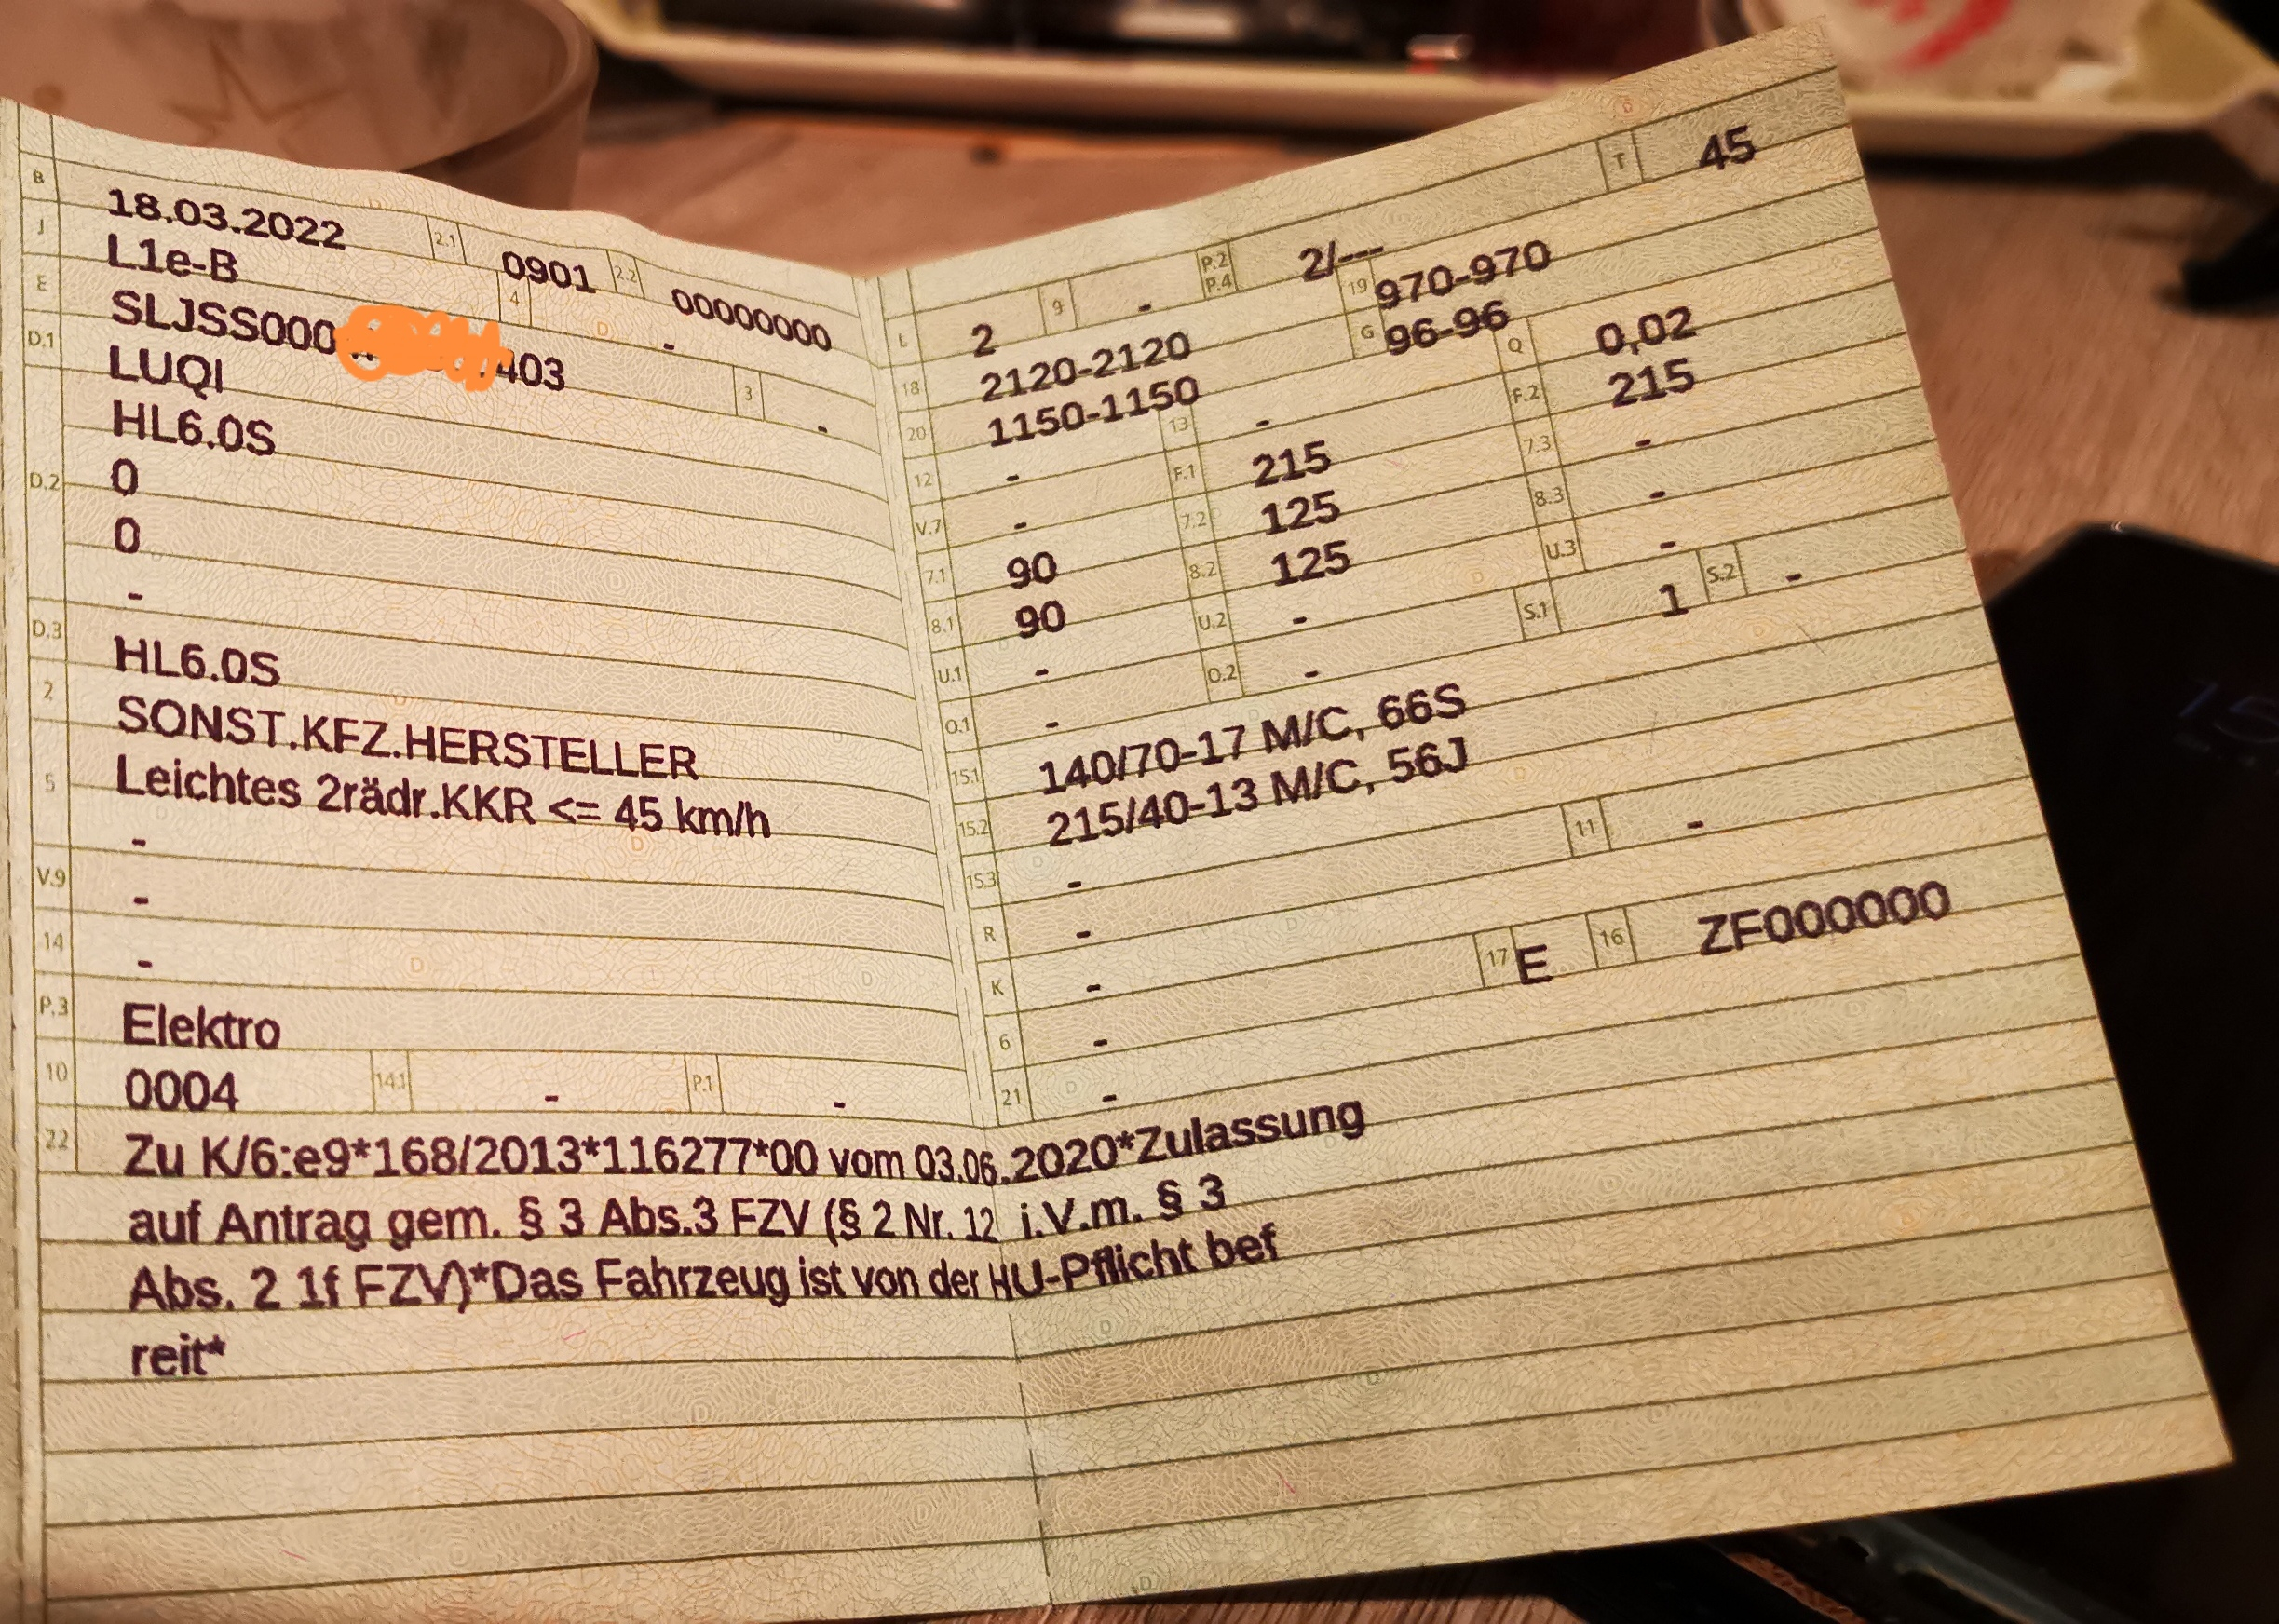 B 18.03.2022 2.1 0901 2.2 00000000
J L1e-B 4 -
E SLJSS000 403 3 -
D.1 LUQI
HL6.0S
D.2 0
0
-
D.3 HL6.0S
2 SONST.KFZ.HERSTELLER
5 Leichtes 2rädr.KKR <= 45 km/h
-
V.9 -
14 -
P.3 Elektro
10 0004 14.1 - P.1 -
L 2 9 - P.2 P.4 2/--- T 45
18 2120-2120 19 970-970
20 1150-1150 G 96-96
12 - 13 - Q 0,02
V.7 - F.1 215 F.2 215
7.1 90 7.2 125 7.3 -
8.1 90 8.2 125 8.3 -
U.1 - U.2 - U.3 -
O.1 - O.2 - S.1 1 S.2 -
15.1 140/70-17 M/C, 66S
15.2 215/40-13 M/C, 56J
15.3 -
R - 11 -
K -
6 - 17 E 16 ZF000000
21 -
22 Zu K/6:e9*168/2013*116277*00 vom 03.06.2020*Zulassung
auf Antrag gem. § 3 Abs.3 FZV (§ 2 Nr. 12 i.V.m. § 3
Abs. 2 1f FZV)*Das Fahrzeug ist von der HU-Pflicht bef
reit*